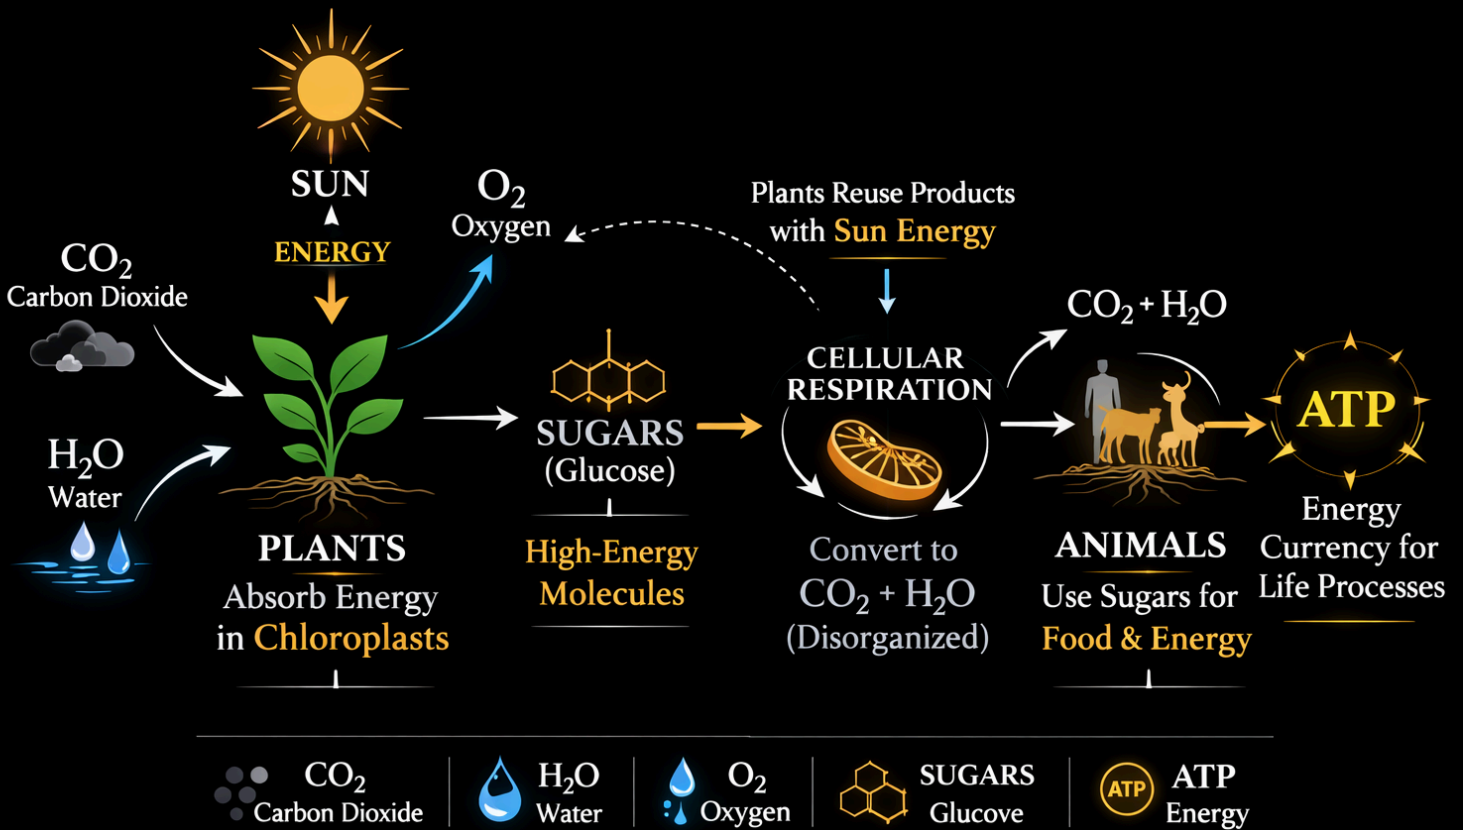 SUN
ENERGY
CO₂
Carbon Dioxide
H₂O
Water
O₂
Oxygen
PLANTS
Absorb Energy
in Chloroplasts
SUGARS
(Glucose)
High-Energy
Molecules
Plants Reuse Products
with Sun Energy
CELLULAR
RESPIRATION
Convert to
CO₂ + H₂O
(Disorganized)
CO₂ + H₂O
ANIMALS
Use Sugars for
Food & Energy
ATP
Energy
Currency for
Life Processes
CO₂
Carbon Dioxide
H₂O
Water
O₂
Oxygen
SUGARS
Glucove
ATP
ATP
Energy